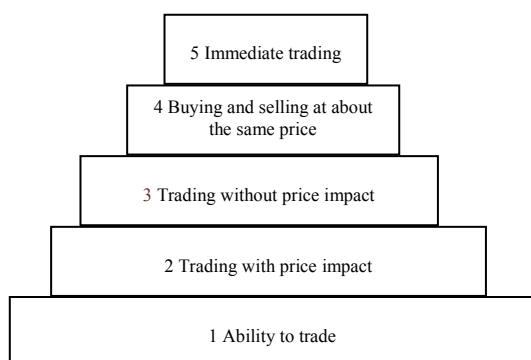 5 Immediate trading
4 Buying and selling at about
the same price
3 Trading without price impact
2 Trading with price impact
1 Ability to trade